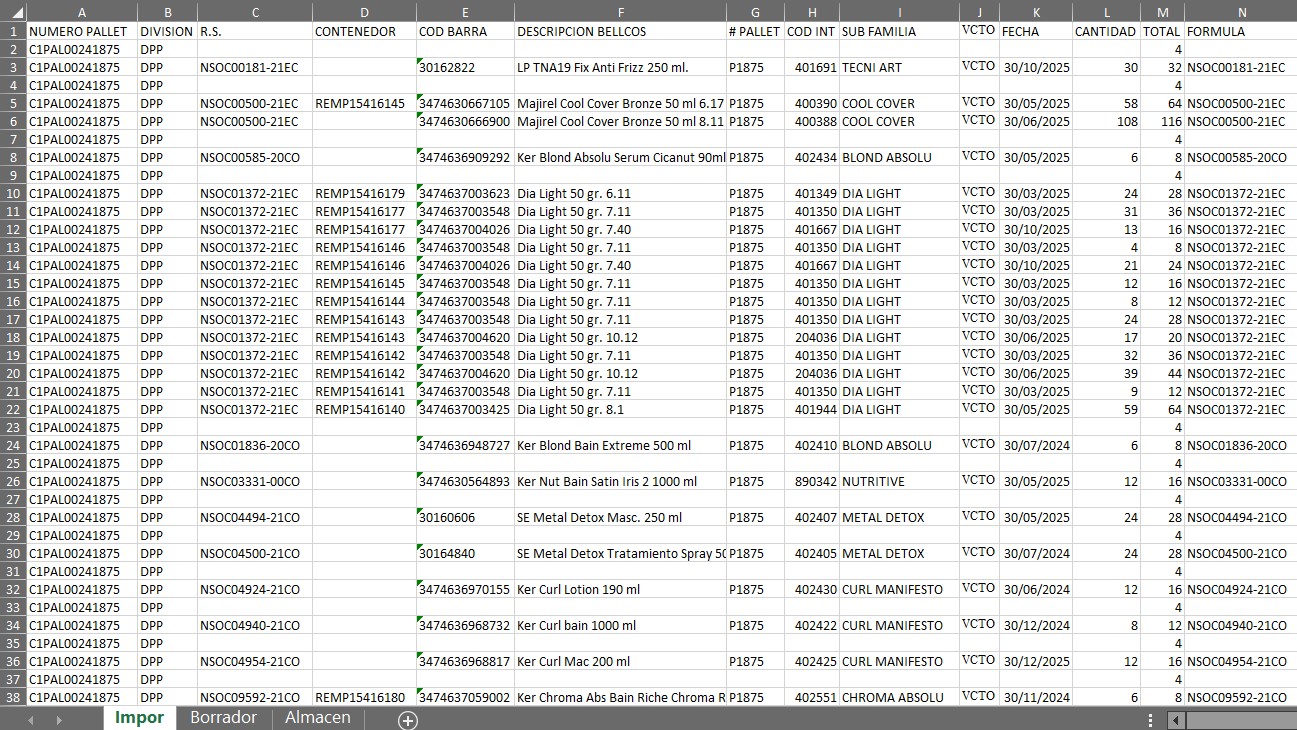 A B C D E F G H I J K L M N
1 NUMERO PALLET DIVISION R.S. CONTENEDOR COD BARRA DESCRIPCION BELLCOS # PALLET COD INT SUB FAMILIA VCTO FECHA CANTIDAD TOTAL FORMULA
2 C1PAL00241875 DPP 4
3 C1PAL00241875 DPP NSOC00181-21EC 30162822 LP TNA19 Fix Anti Frizz 250 ml. P1875 401691 TECNI ART VCTO 30/10/2025 30 32 NSOC00181-21EC
4 C1PAL00241875 DPP 4
5 C1PAL00241875 DPP NSOC00500-21EC REMP15416145 3474630667105 Majirel Cool Cover Bronze 50 ml 6.17 P1875 400390 COOL COVER VCTO 30/05/2025 58 64 NSOC00500-21EC
6 C1PAL00241875 DPP NSOC00500-21EC 3474630666900 Majirel Cool Cover Bronze 50 ml 8.11 P1875 400388 COOL COVER VCTO 30/06/2025 108 116 NSOC00500-21EC
7 C1PAL00241875 DPP 4
8 C1PAL00241875 DPP NSOC00585-20CO 3474636909292 Ker Blond Absolu Serum Cicanut 90ml P1875 402434 BLOND ABSOLU VCTO 30/05/2025 6 8 NSOC00585-20CO
9 C1PAL00241875 DPP 4
10 C1PAL00241875 DPP NSOC01372-21EC REMP15416179 3474637003623 Dia Light 50 gr. 6.11 P1875 401349 DIA LIGHT VCTO 30/03/2025 24 28 NSOC01372-21EC
11 C1PAL00241875 DPP NSOC01372-21EC REMP15416177 3474637003548 Dia Light 50 gr. 7.11 P1875 401350 DIA LIGHT VCTO 30/03/2025 31 36 NSOC01372-21EC
12 C1PAL00241875 DPP NSOC01372-21EC REMP15416177 3474637004026 Dia Light 50 gr. 7.40 P1875 401667 DIA LIGHT VCTO 30/10/2025 13 16 NSOC01372-21EC
13 C1PAL00241875 DPP NSOC01372-21EC REMP15416146 3474637003548 Dia Light 50 gr. 7.11 P1875 401350 DIA LIGHT VCTO 30/03/2025 4 8 NSOC01372-21EC
14 C1PAL00241875 DPP NSOC01372-21EC REMP15416146 3474637004026 Dia Light 50 gr. 7.40 P1875 401667 DIA LIGHT VCTO 30/10/2025 21 24 NSOC01372-21EC
15 C1PAL00241875 DPP NSOC01372-21EC REMP15416145 3474637003548 Dia Light 50 gr. 7.11 P1875 401350 DIA LIGHT VCTO 30/03/2025 12 16 NSOC01372-21EC
16 C1PAL00241875 DPP NSOC01372-21EC REMP15416144 3474637003548 Dia Light 50 gr. 7.11 P1875 401350 DIA LIGHT VCTO 30/03/2025 8 12 NSOC01372-21EC
17 C1PAL00241875 DPP NSOC01372-21EC REMP15416143 3474637003548 Dia Light 50 gr. 7.11 P1875 401350 DIA LIGHT VCTO 30/03/2025 24 28 NSOC01372-21EC
18 C1PAL00241875 DPP NSOC01372-21EC REMP15416143 3474637004620 Dia Light 50 gr. 10.12 P1875 204036 DIA LIGHT VCTO 30/06/2025 17 20 NSOC01372-21EC
19 C1PAL00241875 DPP NSOC01372-21EC REMP15416142 3474637003548 Dia Light 50 gr. 7.11 P1875 401350 DIA LIGHT VCTO 30/03/2025 32 36 NSOC01372-21EC
20 C1PAL00241875 DPP NSOC01372-21EC REMP15416142 3474637004620 Dia Light 50 gr. 10.12 P1875 204036 DIA LIGHT VCTO 30/06/2025 39 44 NSOC01372-21EC
21 C1PAL00241875 DPP NSOC01372-21EC REMP15416141 3474637003548 Dia Light 50 gr. 7.11 P1875 401350 DIA LIGHT VCTO 30/03/2025 9 12 NSOC01372-21EC
22 C1PAL00241875 DPP NSOC01372-21EC REMP15416140 3474637003425 Dia Light 50 gr. 8.1 P1875 401944 DIA LIGHT VCTO 30/05/2025 59 64 NSOC01372-21EC
23 C1PAL00241875 DPP 4
24 C1PAL00241875 DPP NSOC01836-20CO 3474636948727 Ker Blond Bain Extreme 500 ml P1875 402410 BLOND ABSOLU VCTO 30/07/2024 6 8 NSOC01836-20CO
25 C1PAL00241875 DPP 4
26 C1PAL00241875 DPP NSOC03331-00CO 3474630564893 Ker Nut Bain Satin Iris 2 1000 ml P1875 890342 NUTRITIVE VCTO 30/05/2025 12 16 NSOC03331-00CO
27 C1PAL00241875 DPP 4
28 C1PAL00241875 DPP NSOC04494-21CO 30160606 SE Metal Detox Masc. 250 ml P1875 402407 METAL DETOX VCTO 30/05/2025 24 28 NSOC04494-21CO
29 C1PAL00241875 DPP 4
30 C1PAL00241875 DPP NSOC04500-21CO 30164840 SE Metal Detox Tratamiento Spray 50 P1875 402405 METAL DETOX VCTO 30/07/2024 24 28 NSOC04500-21CO
31 C1PAL00241875 DPP 4
32 C1PAL00241875 DPP NSOC04924-21CO 3474636970155 Ker Curl Lotion 190 ml P1875 402430 CURL MANIFESTO VCTO 30/06/2024 12 16 NSOC04924-21CO
33 C1PAL00241875 DPP 4
34 C1PAL00241875 DPP NSOC04940-21CO 3474636968732 Ker Curl bain 1000 ml P1875 402422 CURL MANIFESTO VCTO 30/12/2024 8 12 NSOC04940-21CO
35 C1PAL00241875 DPP 4
36 C1PAL00241875 DPP NSOC04954-21CO 3474636968817 Ker Curl Mac 200 ml P1875 402425 CURL MANIFESTO VCTO 30/12/2025 12 16 NSOC04954-21CO
37 C1PAL00241875 DPP 4
38 C1PAL00241875 DPP NSOC09592-21CO REMP15416180 3474637059002 Ker Chroma Abs Bain Riche Chroma R P1875 402551 CHROMA ABSOLU VCTO 30/11/2024 6 8 NSOC09592-21CO
Impor Borrador Almacen